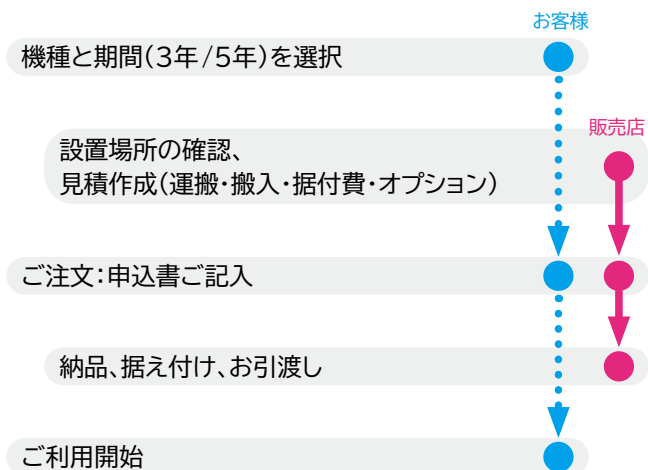 お客様
機種と期間(3年/5年)を選択
販売店
設置場所の確認、
見積作成(運搬・搬入・据付費・オプション)
ご注文:申込書ご記入
納品、据え付け、お引渡し
ご利用開始